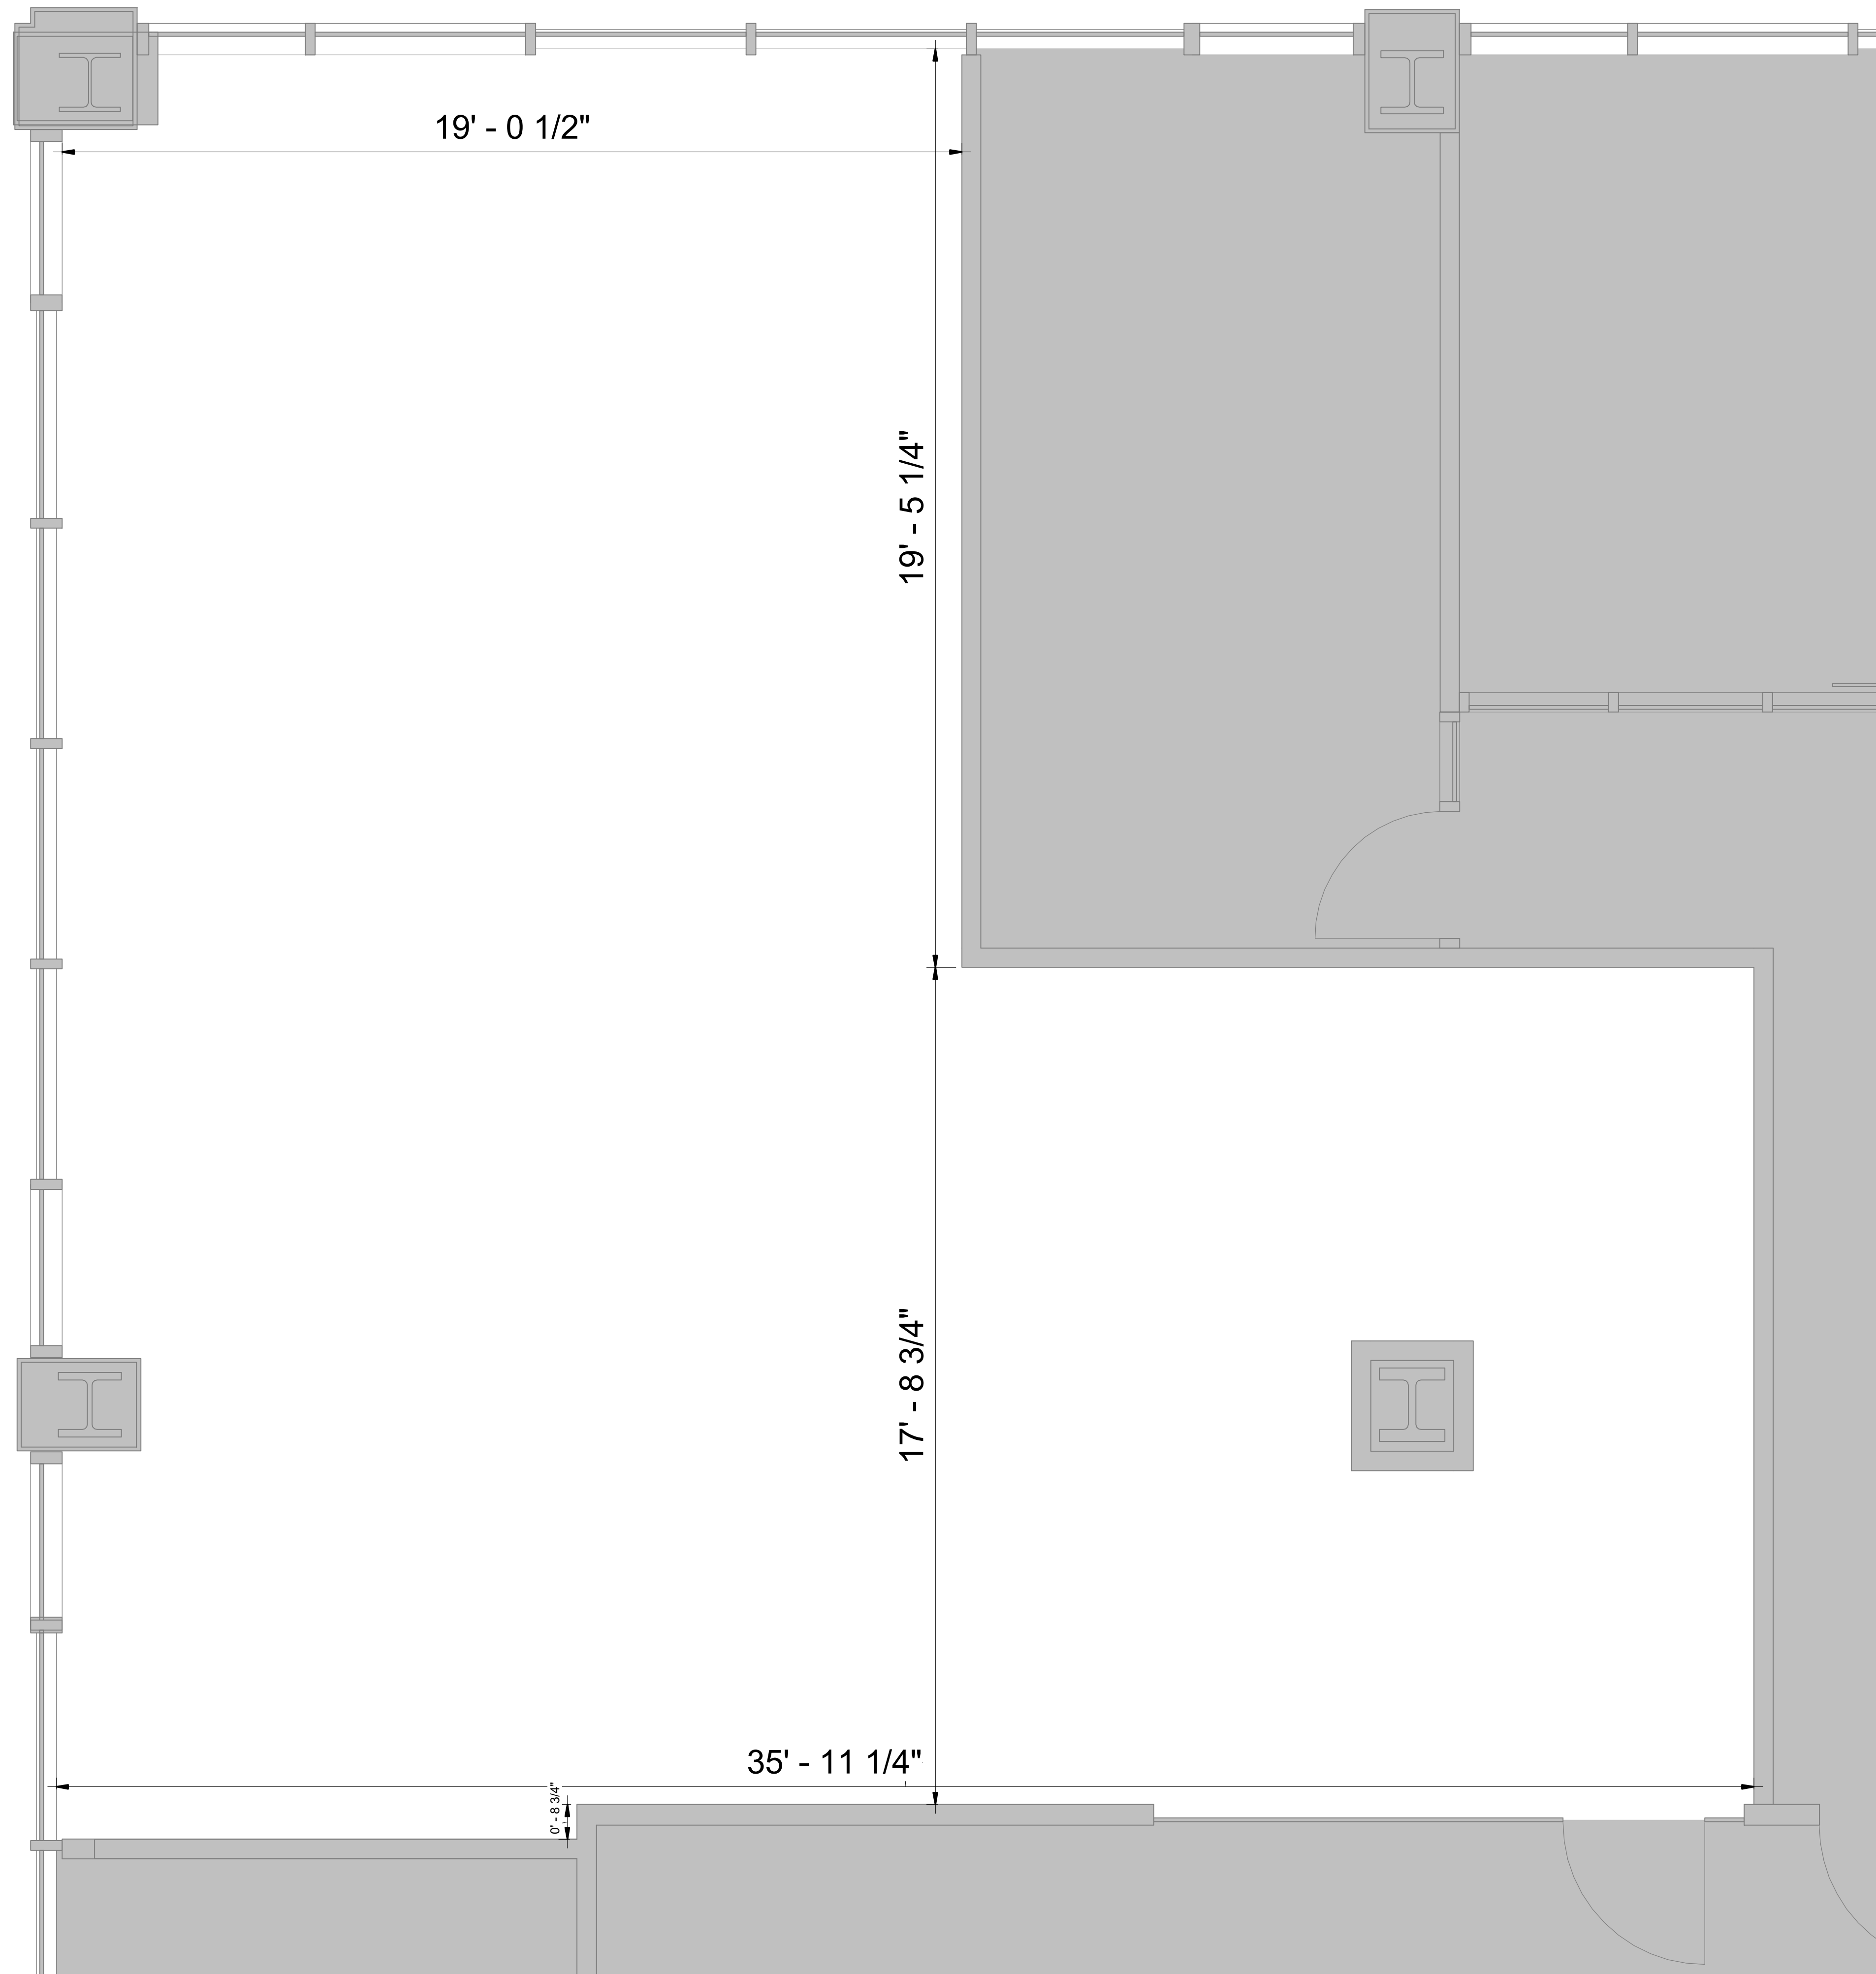 19' - 0 1/2"
19' - 5 1/4"
17' - 8 3/4"
35' - 11 1/4"
0' - 8 3/4"